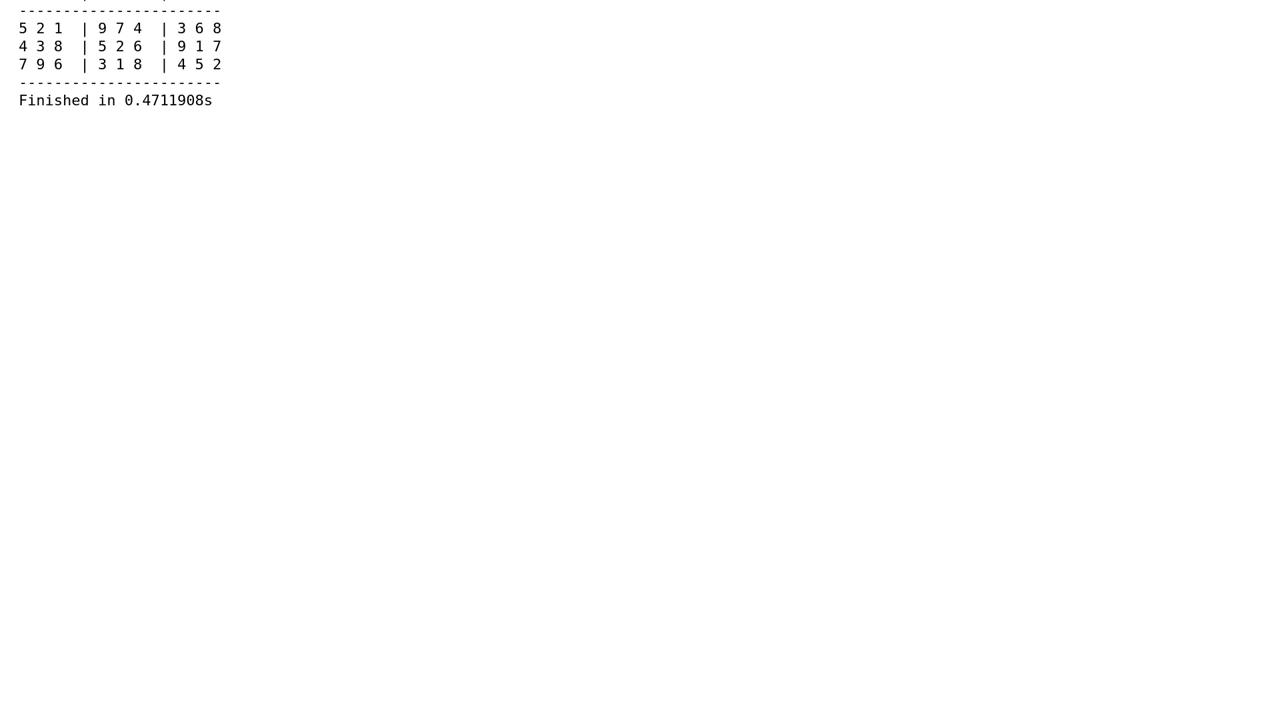 -----------------------
5 2 1  | 9 7 4  | 3 6 8
4 3 8  | 5 2 6  | 9 1 7
7 9 6  | 3 1 8  | 4 5 2
-----------------------
Finished in 0.4711908s